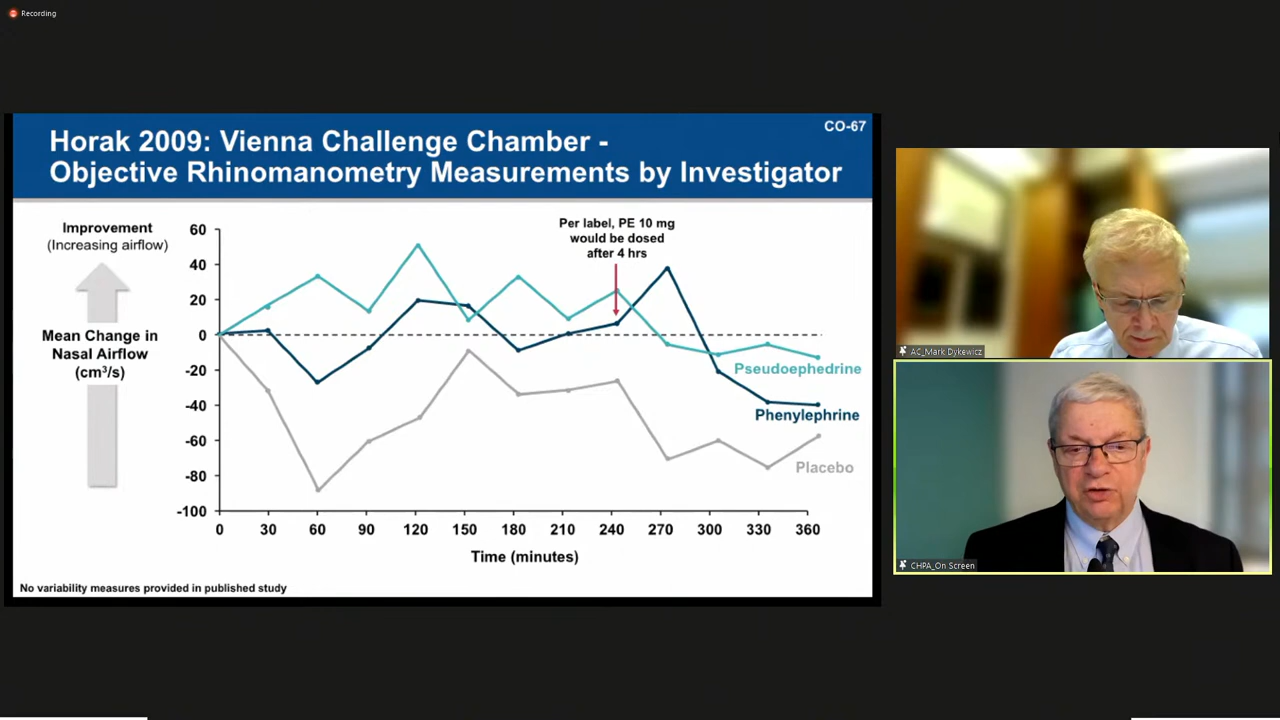 Recording
CO-67
Horak 2009: Vienna Challenge Chamber -
Objective Rhinomanometry Measurements by Investigator
Improvement
(Increasing airflow)
Mean Change in
Nasal Airflow
(cm³/s)
60
40
20
0
-20
-40
-60
-80
-100
Per label, PE 10 mg
would be dosed
after 4 hrs
Pseudoephedrine
Phenylephrine
Placebo
0 30 60 90 120 150 180 210 240 270 300 330 360
Time (minutes)
No variability measures provided in published study
AC_Mark Dykewicz
CHPA_On Screen